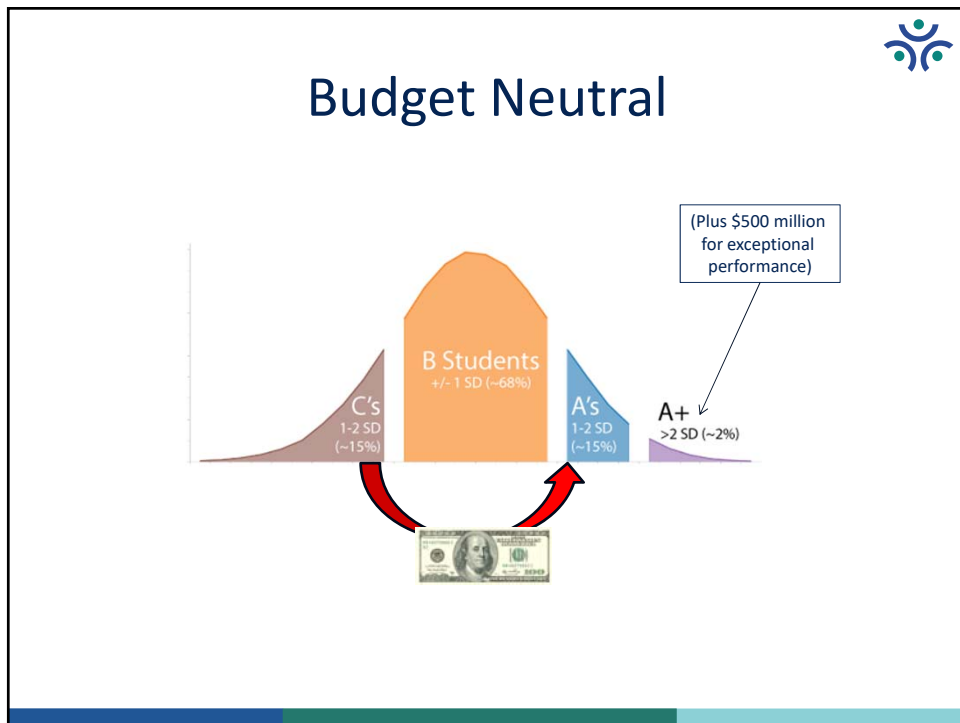 Budget Neutral
(Plus $500 million
for exceptional
performance)
B Students
+/- 1 SD (~68%)
C's
1-2 SD
(~15%)
A's
1-2 SD
(~15%)
A+
>2 SD (~2%)